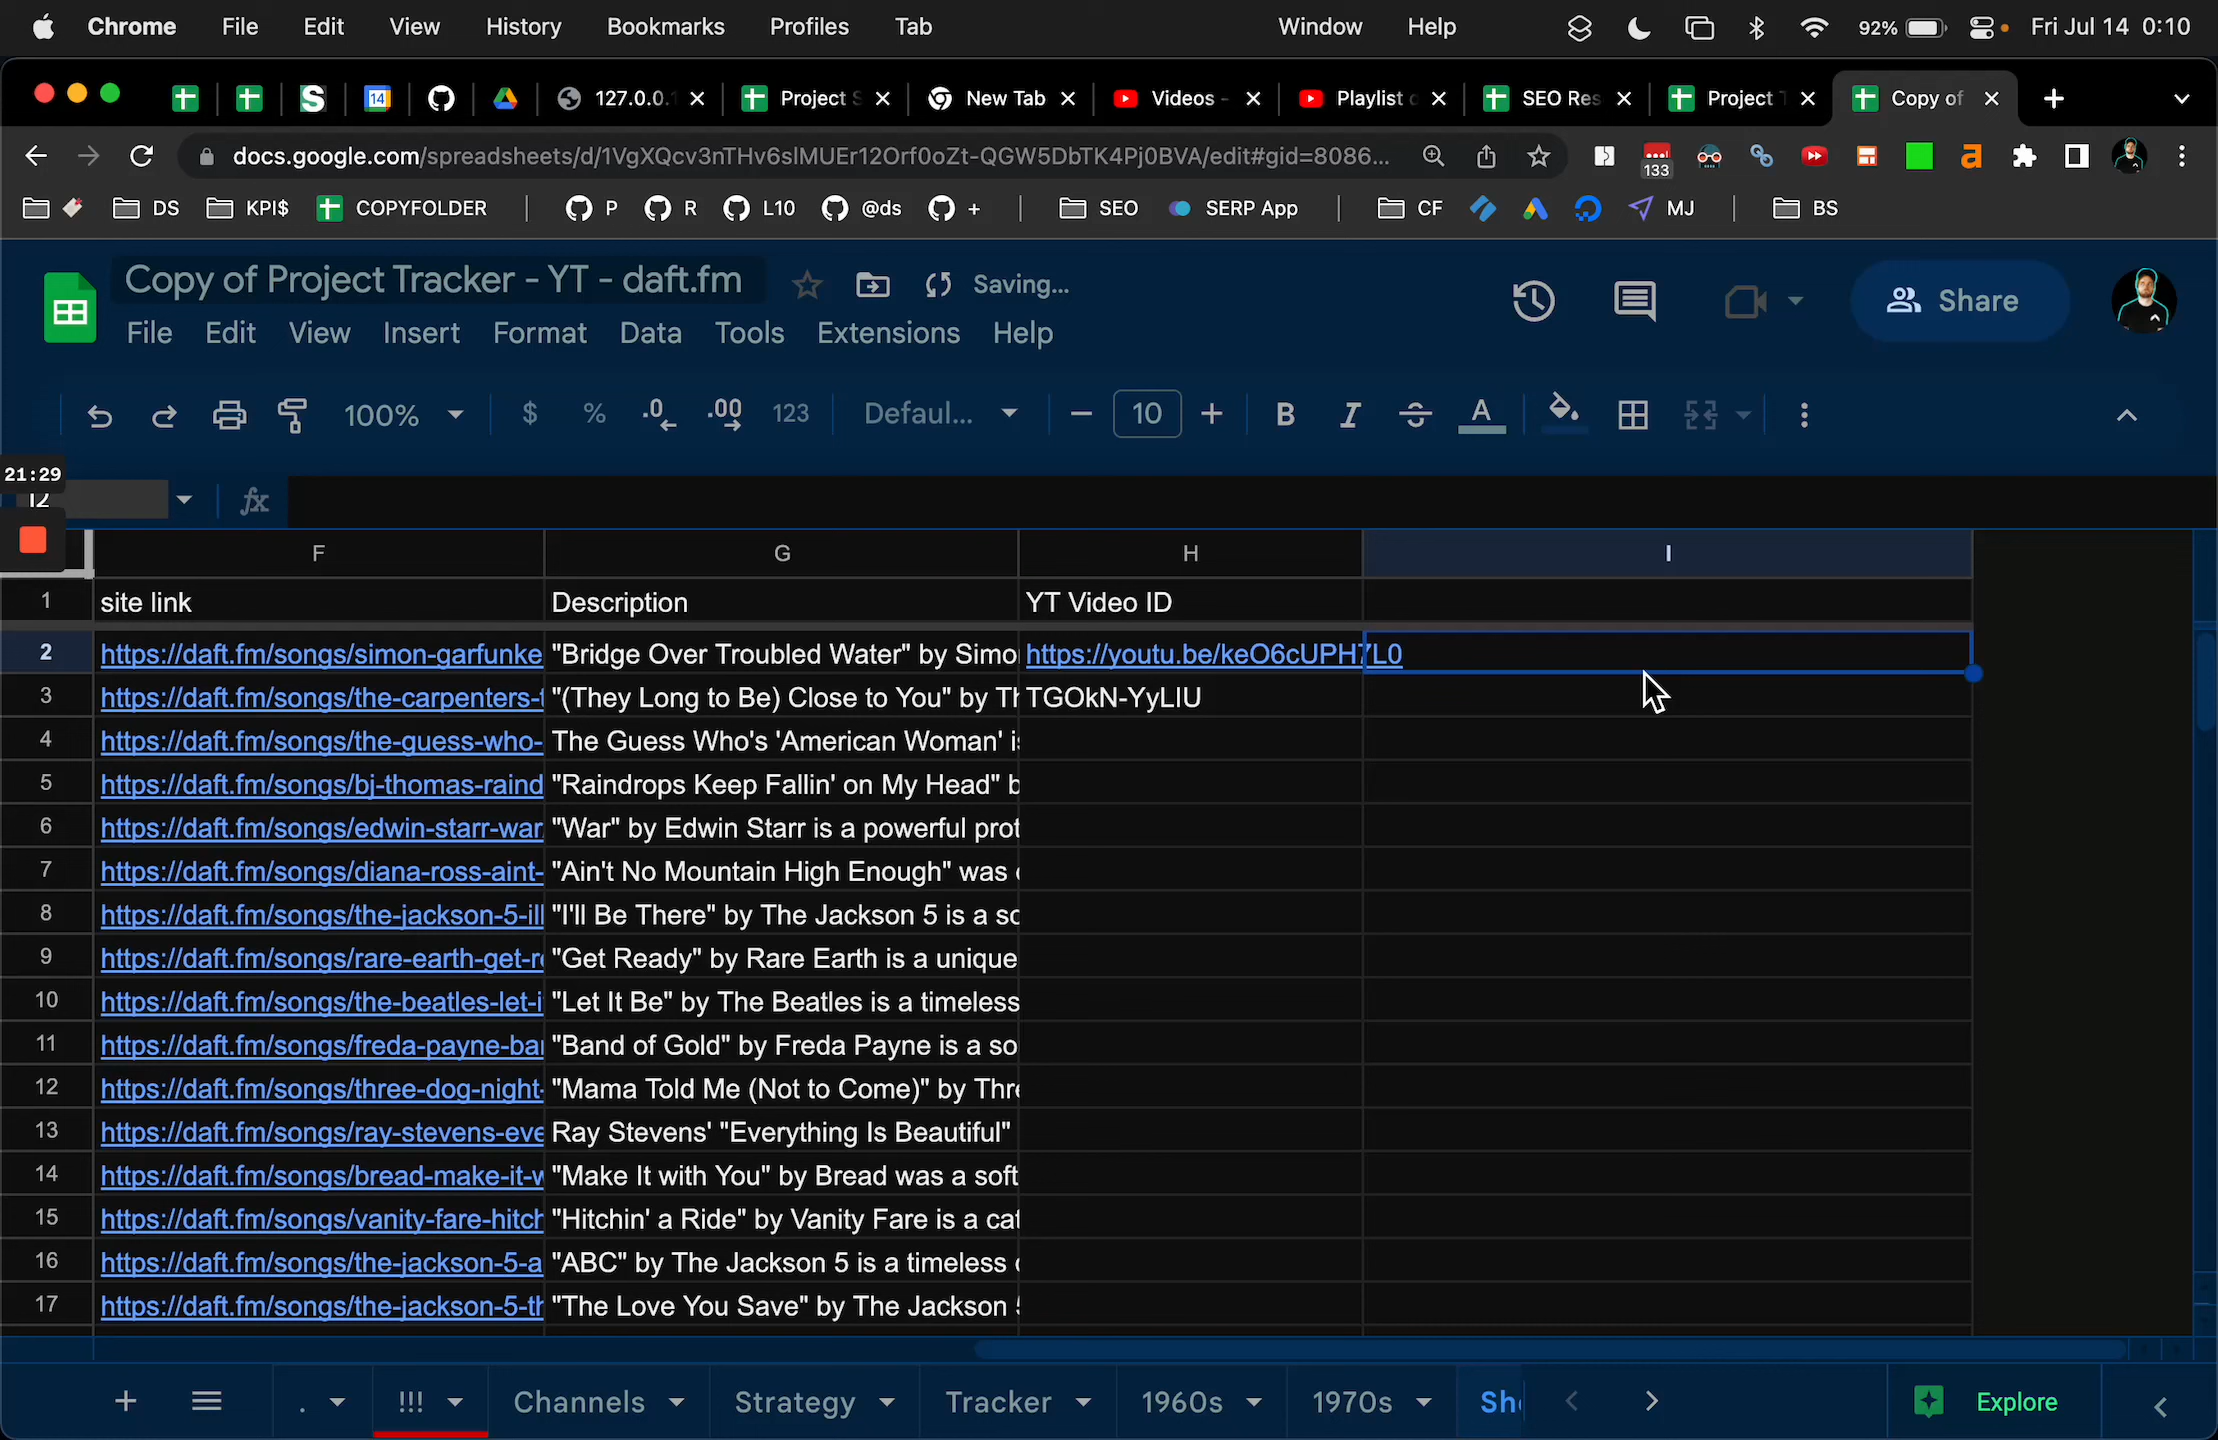 Chrome File Edit View History Bookmarks Profiles Tab Window Help 92% Fri Jul 14 0:10
14 127.0.0.1 Project S New Tab Videos - Playlist SEO Res Project T Copy of
docs.google.com/spreadsheets/d/1VgXQcv3nTHv6slMUEr12Orf0oZt-QGW5DbTK4Pj0BVA/edit#gid=8086... 133
DS KPI$ COPYFOLDER P R L10 @ds + SEO SERP App CF MJ BS
Copy of Project Tracker - YT - daft.fm Saving...
File Edit View Insert Format Data Tools Extensions Help
Share
100% $ % .0 .00 123 Defaul... 10 B I A
21:29
I2 fx
F G H I
1 site link Description YT Video ID
2 https://daft.fm/songs/simon-garfunke "Bridge Over Troubled Water" by Simo https://youtu.be/keO6cUPH7L0
3 https://daft.fm/songs/the-carpenters-t "(They Long to Be) Close to You" by Th TGOkN-YyLIU
4 https://daft.fm/songs/the-guess-who- The Guess Who's 'American Woman' is
5 https://daft.fm/songs/bj-thomas-raind "Raindrops Keep Fallin' on My Head" b
6 https://daft.fm/songs/edwin-starr-war "War" by Edwin Starr is a powerful prot
7 https://daft.fm/songs/diana-ross-aint- "Ain't No Mountain High Enough" was
8 https://daft.fm/songs/the-jackson-5-ill "I'll Be There" by The Jackson 5 is a so
9 https://daft.fm/songs/rare-earth-get-re "Get Ready" by Rare Earth is a unique
10 https://daft.fm/songs/the-beatles-let-i "Let It Be" by The Beatles is a timeless
11 https://daft.fm/songs/freda-payne-ban "Band of Gold" by Freda Payne is a so
12 https://daft.fm/songs/three-dog-night- "Mama Told Me (Not to Come)" by Thre
13 https://daft.fm/songs/ray-stevens-eve Ray Stevens' "Everything Is Beautiful"
14 https://daft.fm/songs/bread-make-it-w "Make It with You" by Bread was a soft
15 https://daft.fm/songs/vanity-fare-hitch "Hitchin' a Ride" by Vanity Fare is a cat
16 https://daft.fm/songs/the-jackson-5-a "ABC" by The Jackson 5 is a timeless
17 https://daft.fm/songs/the-jackson-5-th "The Love You Save" by The Jackson 5
. !!! Channels Strategy Tracker 1960s 1970s She Explore